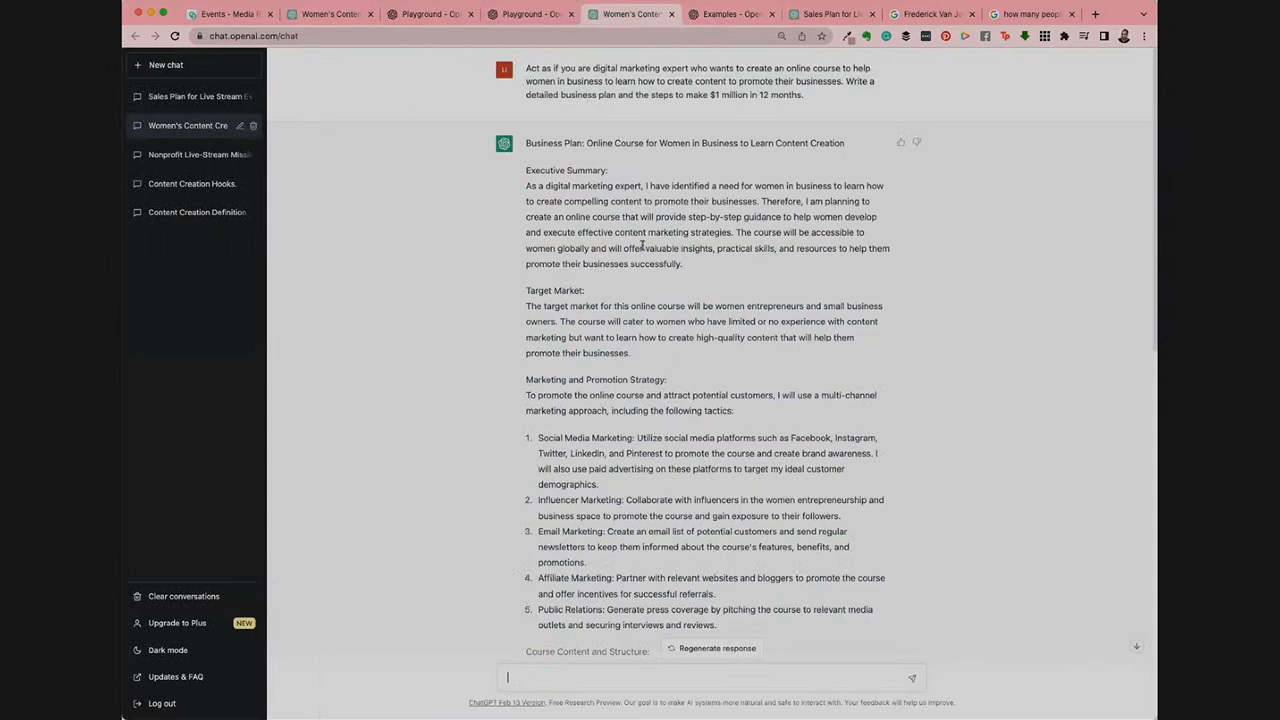 Events - Media R
Women's Conten
Playground - Ope
Playground - Open
Women's Conten
Examples - Open
Sales Plan for Liv
Frederick Van Jo
how many people
chat.openai.com/chat
New chat
Sales Plan for Live Stream Ev
Women's Content Cre
Nonprofit Live-Stream Missi
Content Creation Hooks.
Content Creation Definition
Clear conversations
Upgrade to Plus
NEW
Dark mode
Updates & FAQ
Log out
LI
Act as if you are digital marketing expert who wants to create an online course to help
women in business to learn how to create content to promote their businesses. Write a
detailed business plan and the steps to make $1 million in 12 months.
Business Plan: Online Course for Women in Business to Learn Content Creation
Executive Summary:
As a digital marketing expert, I have identified a need for women in business to learn how
to create compelling content to promote their businesses. Therefore, I am planning to
create an online course that will provide step-by-step guidance to help women develop
and execute effective content marketing strategies. The course will be accessible to
women globally and will offer valuable insights, practical skills, and resources to help them
promote their businesses successfully.
Target Market:
The target market for this online course will be women entrepreneurs and small business
owners. The course will cater to women who have limited or no experience with content
marketing but want to learn how to create high-quality content that will help them
promote their businesses.
Marketing and Promotion Strategy:
To promote the online course and attract potential customers, I will use a multi-channel
marketing approach, including the following tactics:
1. Social Media Marketing: Utilize social media platforms such as Facebook, Instagram,
Twitter, LinkedIn, and Pinterest to promote the course and create brand awareness. I
will also use paid advertising on these platforms to target my ideal customer
demographics.
2. Influencer Marketing: Collaborate with influencers in the women entrepreneurship and
business space to promote the course and gain exposure to their followers.
3. Email Marketing: Create an email list of potential customers and send regular
newsletters to keep them informed about the course's features, benefits, and
promotions.
4. Affiliate Marketing: Partner with relevant websites and bloggers to promote the course
and offer incentives for successful referrals.
5. Public Relations: Generate press coverage by pitching the course to relevant media
outlets and securing interviews and reviews.
Course Content and Structure:
Regenerate response
ChatGPT Feb 13 Version. Free Research Preview. Our goal is to make AI systems more natural and safe to interact with. Your feedback will help us improve.